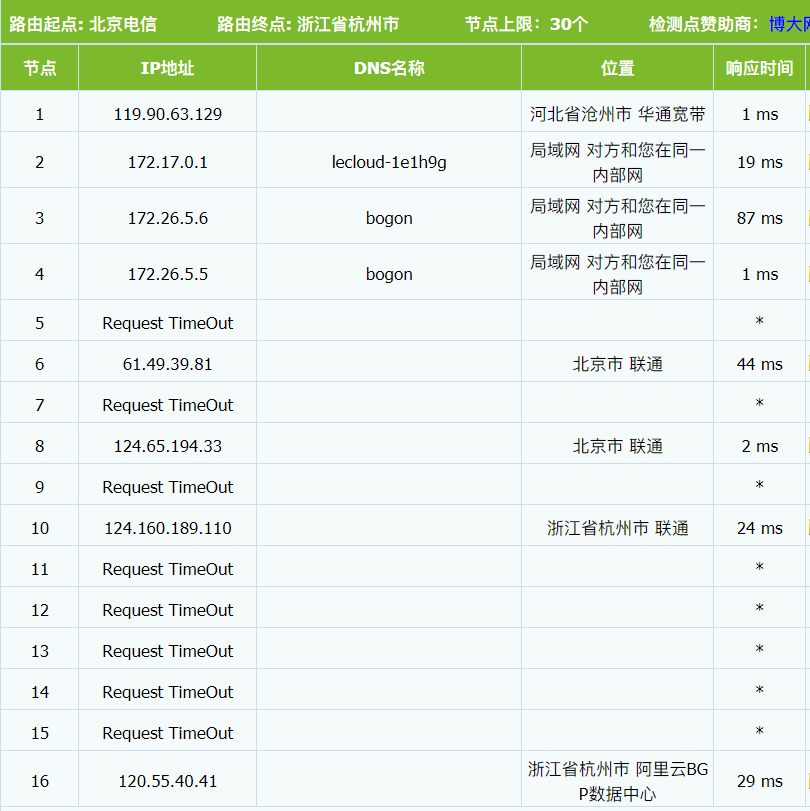 路由起点: 北京电信 路由终点: 浙江省杭州市 节点上限：30个 检测点赞助商： 博大
节点 IP地址 DNS名称 位置 响应时间
1 119.90.63.129 河北省沧州市 华通宽带 1 ms
2 172.17.0.1 lecloud-1e1h9g 局域网 对方和您在同一
内部网 19 ms
3 172.26.5.6 bogon 局域网 对方和您在同一
内部网 87 ms
4 172.26.5.5 bogon 局域网 对方和您在同一
内部网 1 ms
5 Request TimeOut *
6 61.49.39.81 北京市 联通 44 ms
7 Request TimeOut *
8 124.65.194.33 北京市 联通 2 ms
9 Request TimeOut *
10 124.160.189.110 浙江省杭州市 联通 24 ms
11 Request TimeOut *
12 Request TimeOut *
13 Request TimeOut *
14 Request TimeOut *
15 Request TimeOut *
16 120.55.40.41 浙江省杭州市 阿里云BG
P数据中心 29 ms